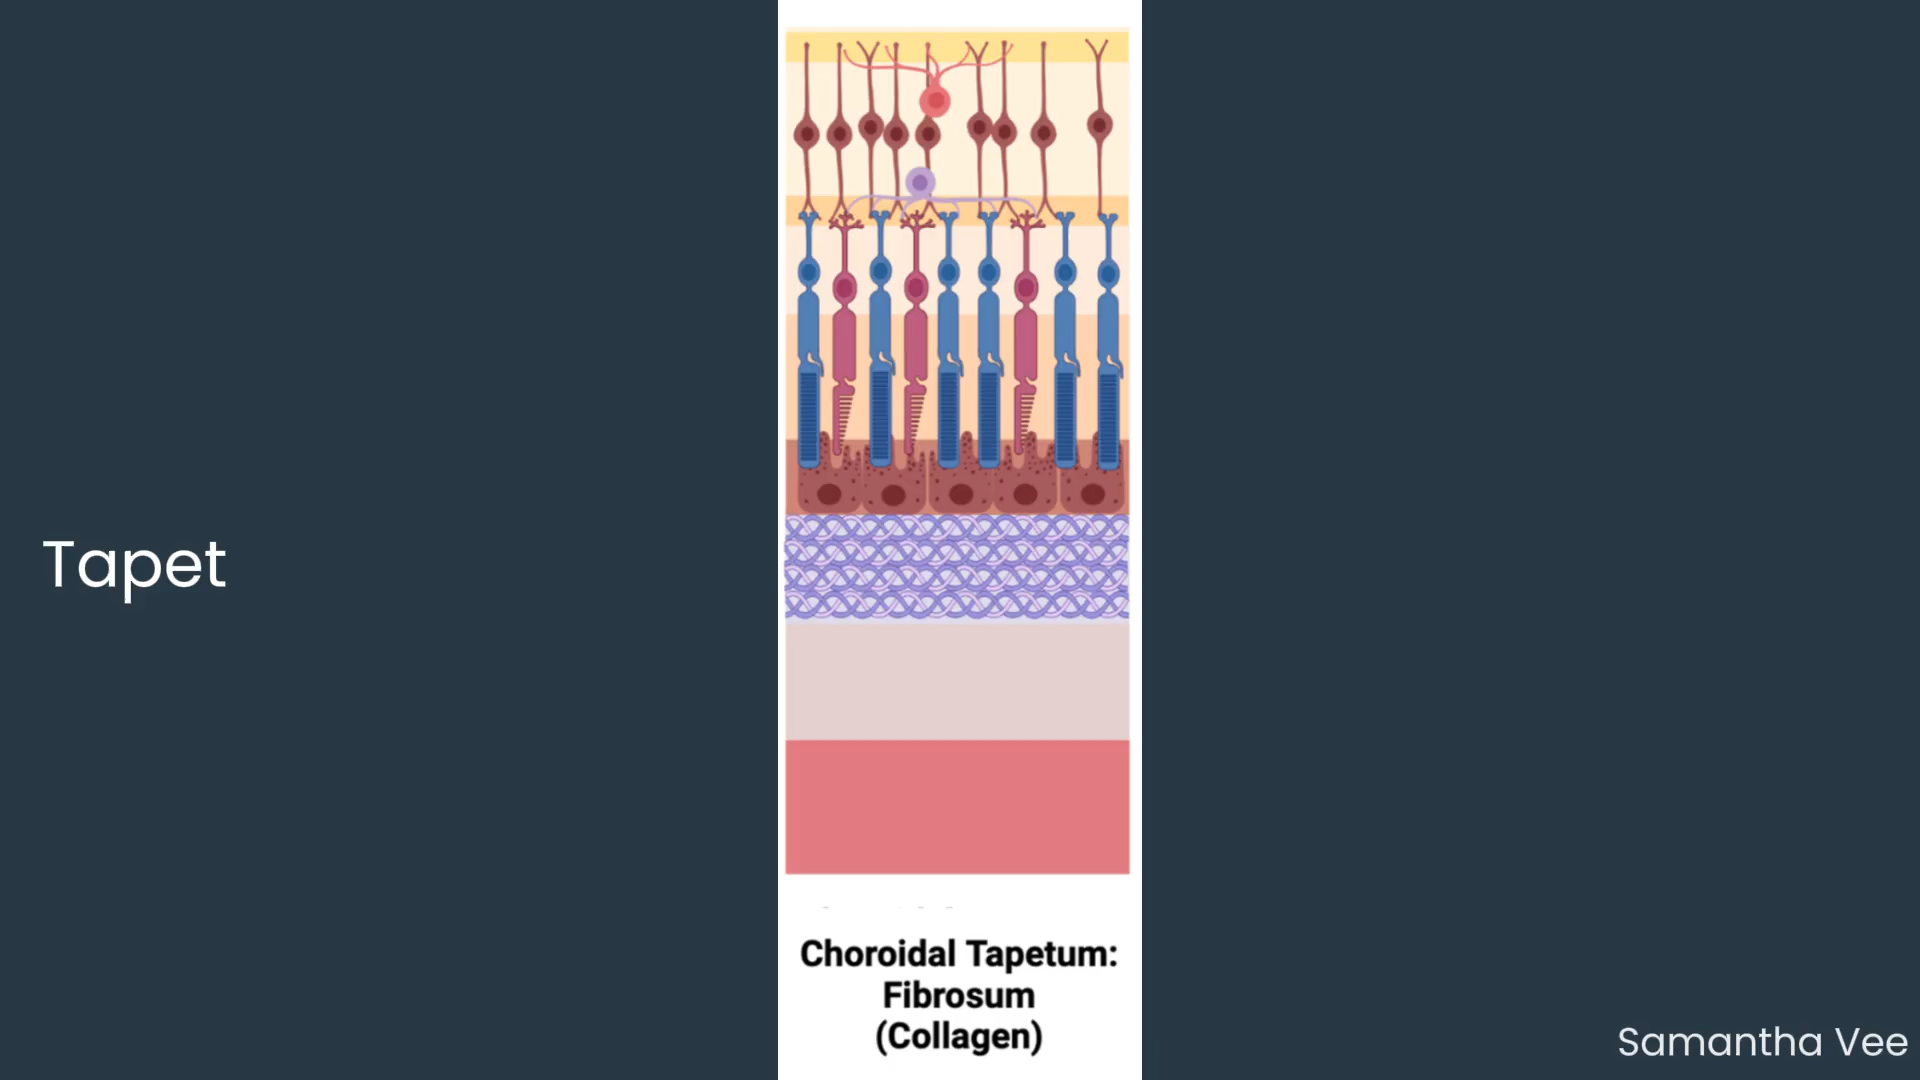 Tapet
Choroidal Tapetum:
Fibrosum
(Collagen)
Samantha Vee